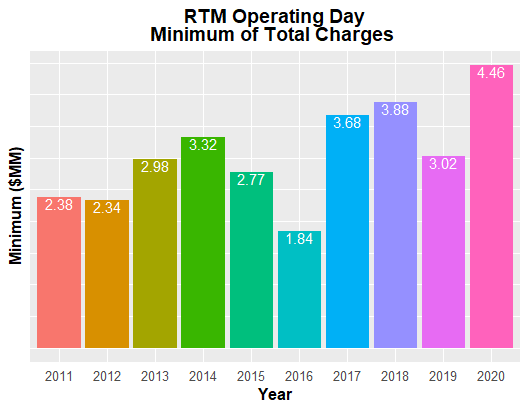 RTM Operating Day
Minimum of Total Charges
Minimum ($MM)
2.38
2.34
2.98
3.32
2.77
1.84
3.68
3.88
3.02
4.46
2011 2012 2013 2014 2015 2016 2017 2018 2019 2020
Year